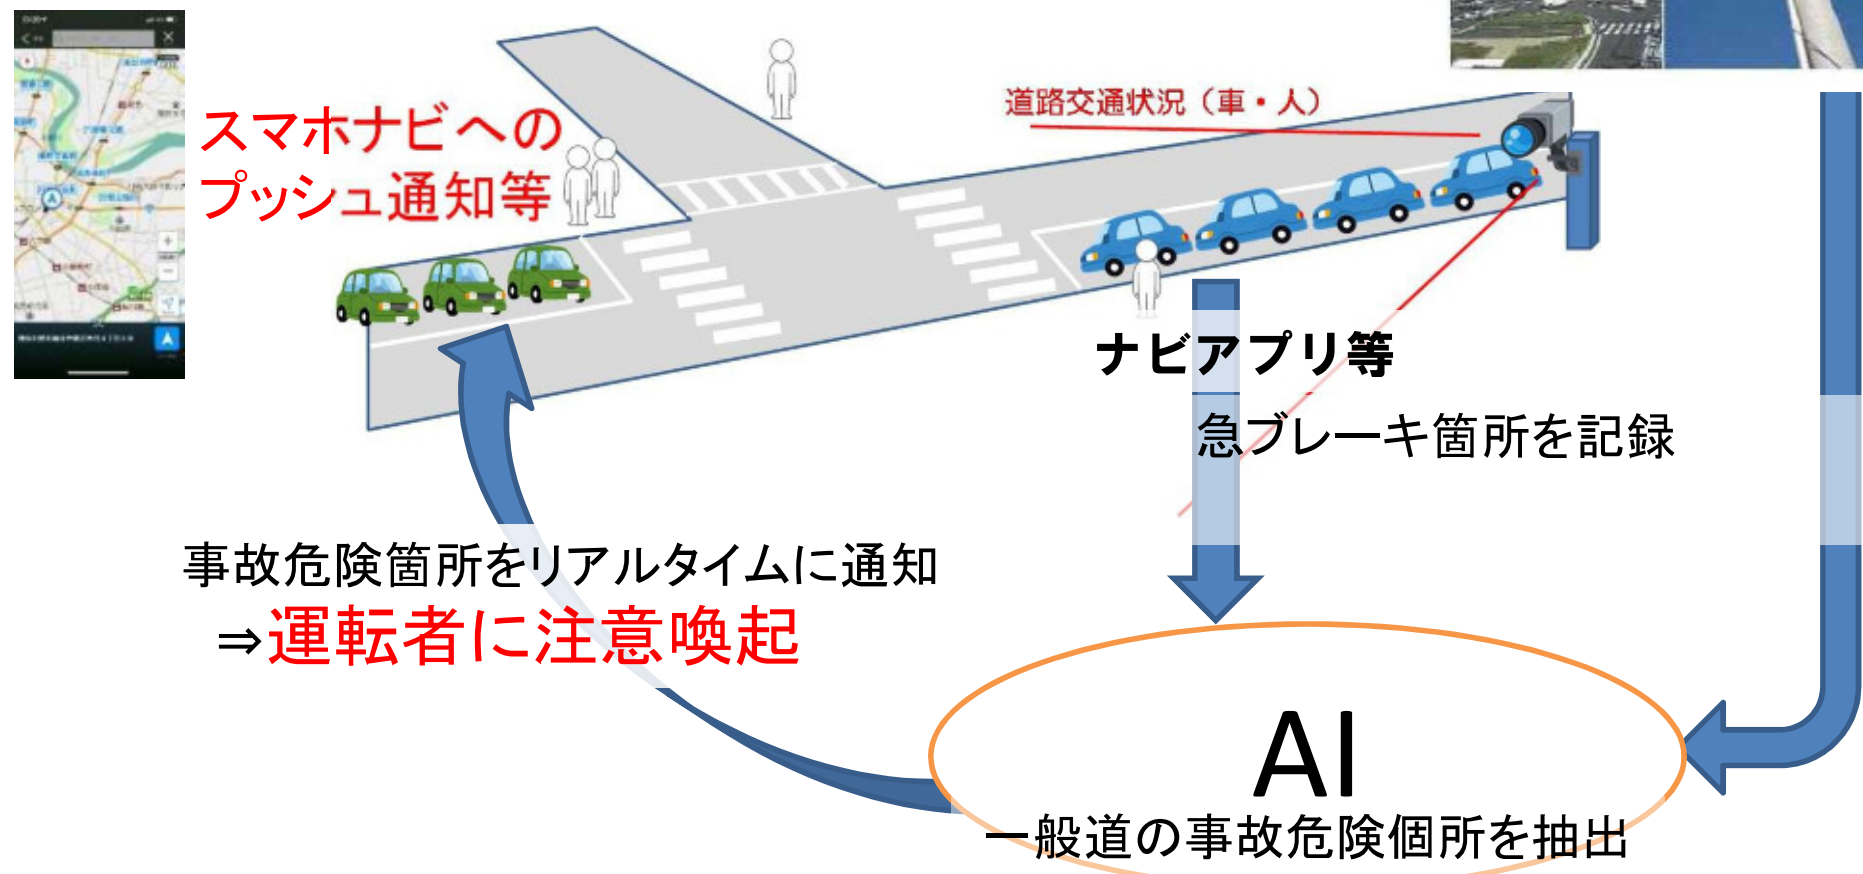 スマホナビへの
プッシュ通知等
道路交通状況（車・人）
ナビアプリ等
急ブレーキ箇所を記録
事故危険箇所をリアルタイムに通知
⇒運転者に注意喚起
AI
一般道の事故危険個所を抽出